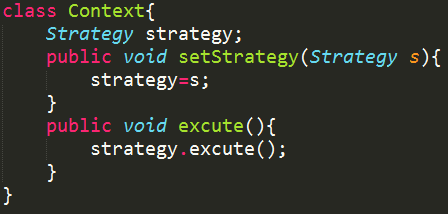 class Context{
    Strategy strategy;
    public void setStrategy(Strategy s){
        strategy=s;
    }
    public void excute(){
        strategy.excute();
    }
}